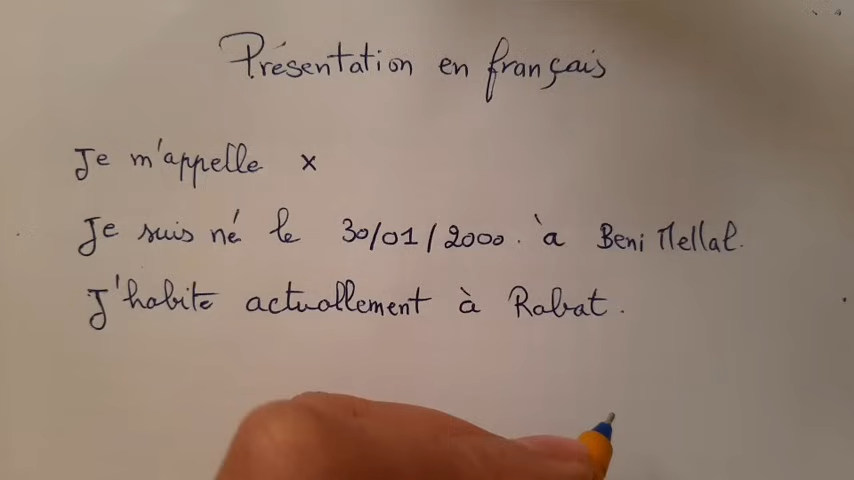 Présentation en français
Je m'appelle x
Je suis né le 30/01/2000. à Beni Mellal.
J'habite actuellement à Rabat.